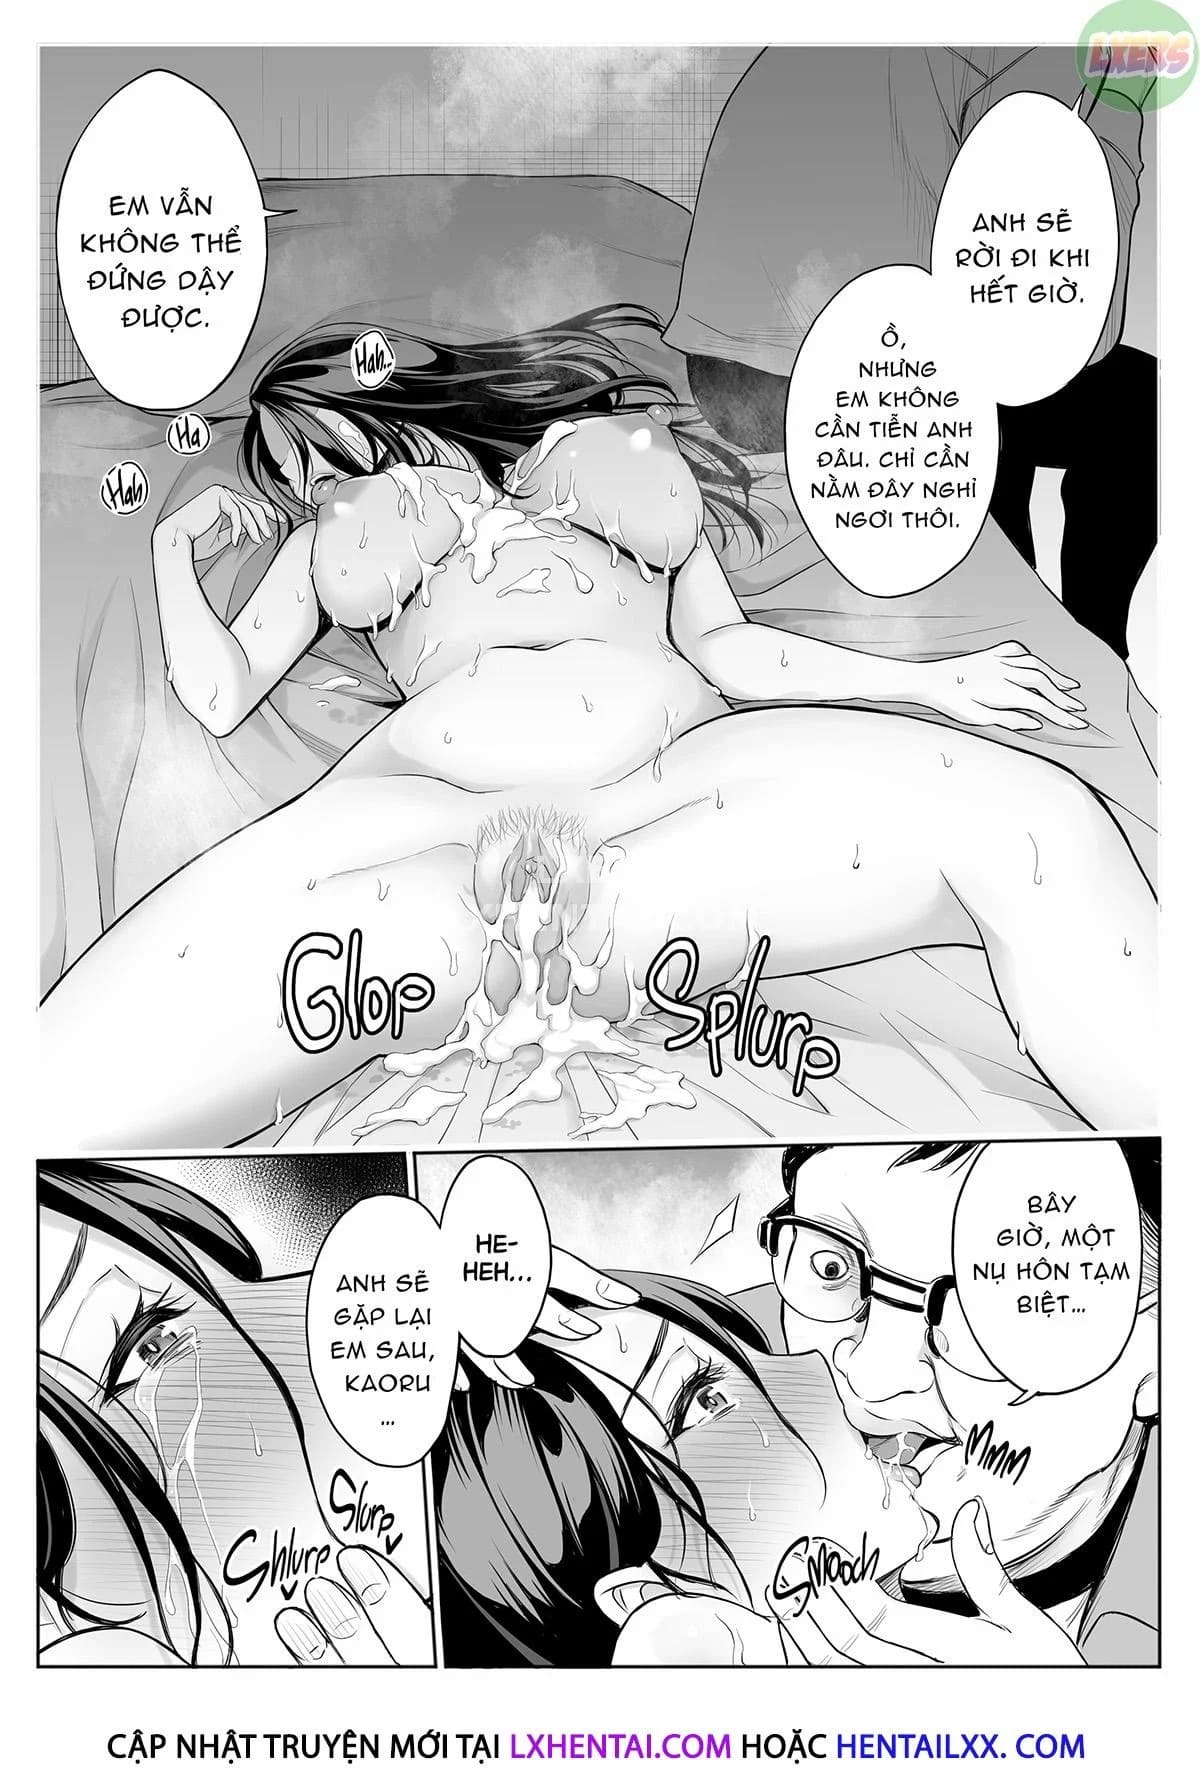 LXERS
ANH SẼ
RỜI ĐI KHI
HẾT GIỜ.
Ồ,
NHƯNG
EM KHÔNG
CẦN TIỄN ANH
ĐÂU. CHỈ CẦN
NẰM ĐÂY NGHỈ
NGƠI THÔI.
EM VẪN
KHÔNG THỂ
ĐỨNG DẬY
ĐƯỢC.
Hah...
Ha
Hah
Glop
Splurp
BÂY
GIỜ, MỘT
NỤ HÔN TẠM
BIỆT...
Mmm
Smooch
HE-
HEH...
ANH SẼ
GẶP LẠI
EM SAU,
KAORU
...
Slurp
Shlurp
CẬP NHẬT TRUYỆN MỚI TẠI LXHENTAI.COM HOẶC HENTAILXX. COM